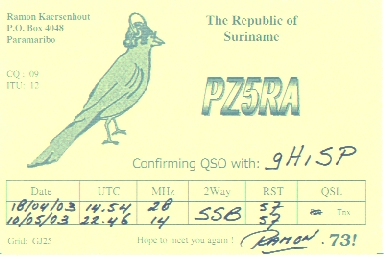 Ramon Kaersenhout
P.O. Box 4048
Paramaribo
The Republic of
Suriname
CQ: 09
ITU: 12
PZ5RA
Confirming QSO with: 9H1SP
Date UTC MHz 2Way RST QSL
18/04/03 14.54 28 SSB 57 Tnx
10/05/03 22.46 14 57
Grid: GJ25 Hope to meet you again! RAMON. 73!